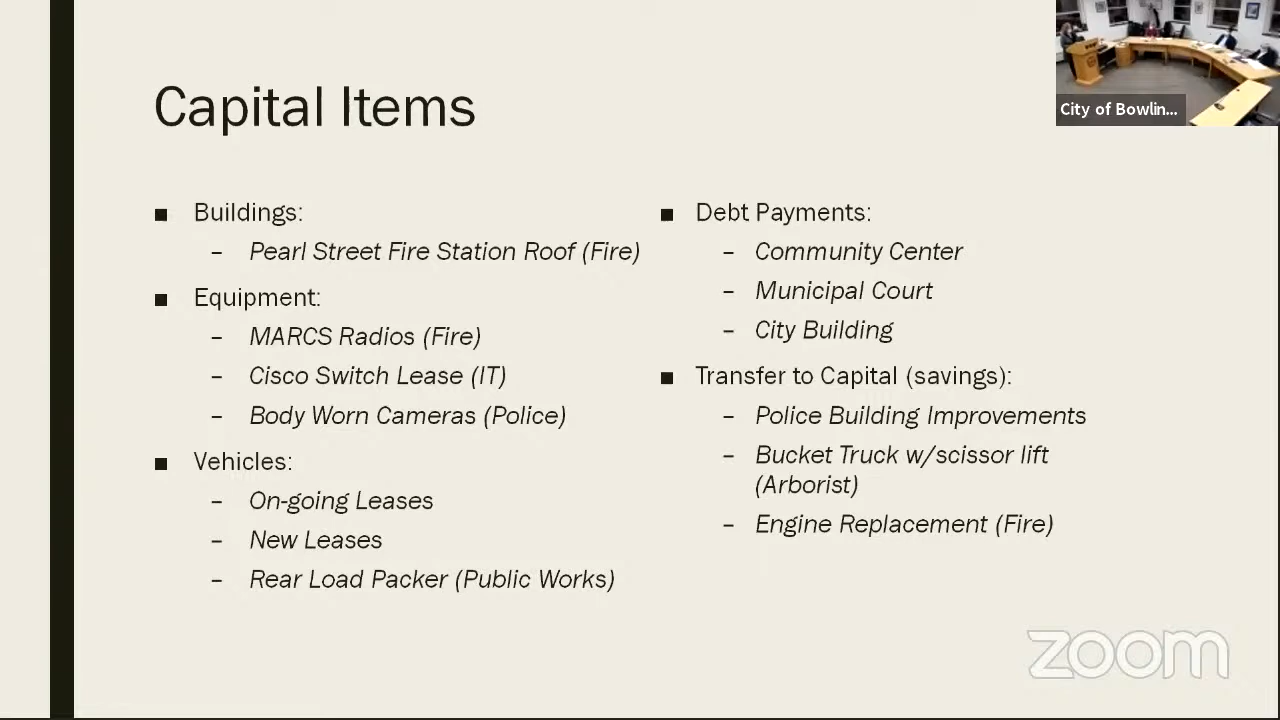 Capital Items
City of Bowlin...
■ Buildings:
– Pearl Street Fire Station Roof (Fire)
■ Equipment:
– MARCS Radios (Fire)
– Cisco Switch Lease (IT)
– Body Worn Cameras (Police)
■ Vehicles:
– On-going Leases
– New Leases
– Rear Load Packer (Public Works)
■ Debt Payments:
– Community Center
– Municipal Court
– City Building
■ Transfer to Capital (savings):
– Police Building Improvements
– Bucket Truck w/scissor lift
(Arborist)
– Engine Replacement (Fire)
zoom